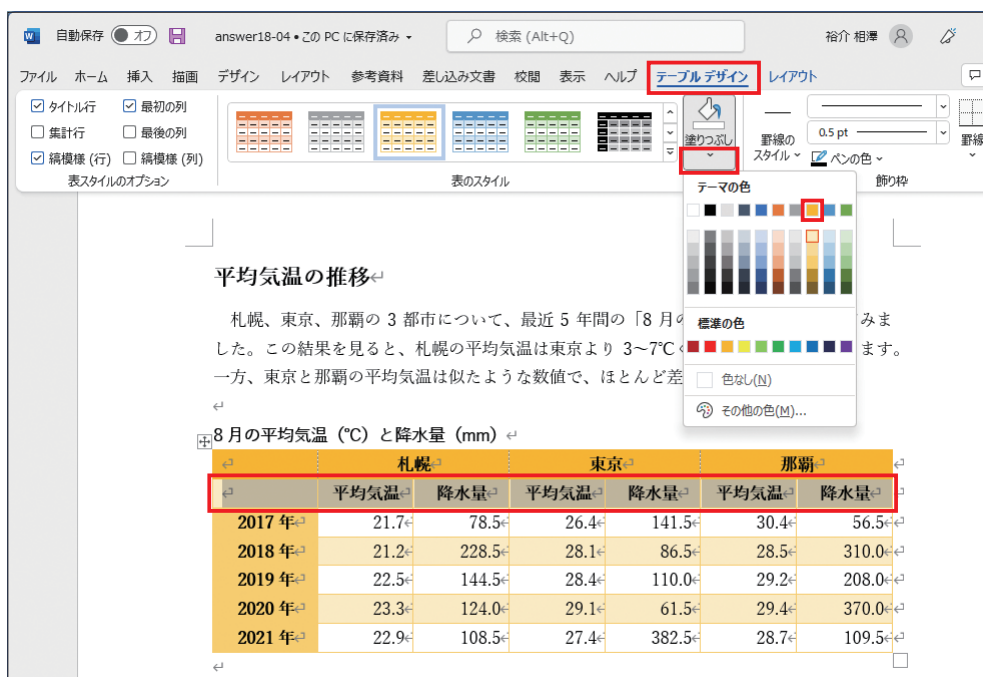 自動保存 オフ answer18-04 • この PC に保存済み 検索 (Alt+Q) 裕介 相澤
ファイル ホーム 挿入 描画 デザイン レイアウト 参考資料 差し込み文書 校閲 表示 ヘルプ テーブル デザイン レイアウト
タイトル行 最初の列
集計行 最後の列
縞模様 (行) 縞模様 (列)
表スタイルのオプション
表のスタイル
塗りつぶし
罫線の
スタイル
0.5 pt
ペンの色
罫線
飾り枠
テーマの色
標準の色
色なし(N)
その他の色(M)...
平均気温の推移
札幌、東京、那覇の 3 都市について、最近 5 年間の「8 月の みま
した。この結果を見ると、札幌の平均気温は東京より 3～7℃ ます。
一方、東京と那覇の平均気温は似たような数値で、ほとんど差
8 月の平均気温（℃）と降水量（mm）
札幌 東京 那覇
平均気温 降水量 平均気温 降水量 平均気温 降水量
2017 年 21.7 78.5 26.4 141.5 30.4 56.5
2018 年 21.2 228.5 28.1 86.5 28.5 310.0
2019 年 22.5 144.5 28.4 110.0 29.2 208.0
2020 年 23.3 124.0 29.1 61.5 29.4 370.0
2021 年 22.9 108.5 27.4 382.5 28.7 109.5